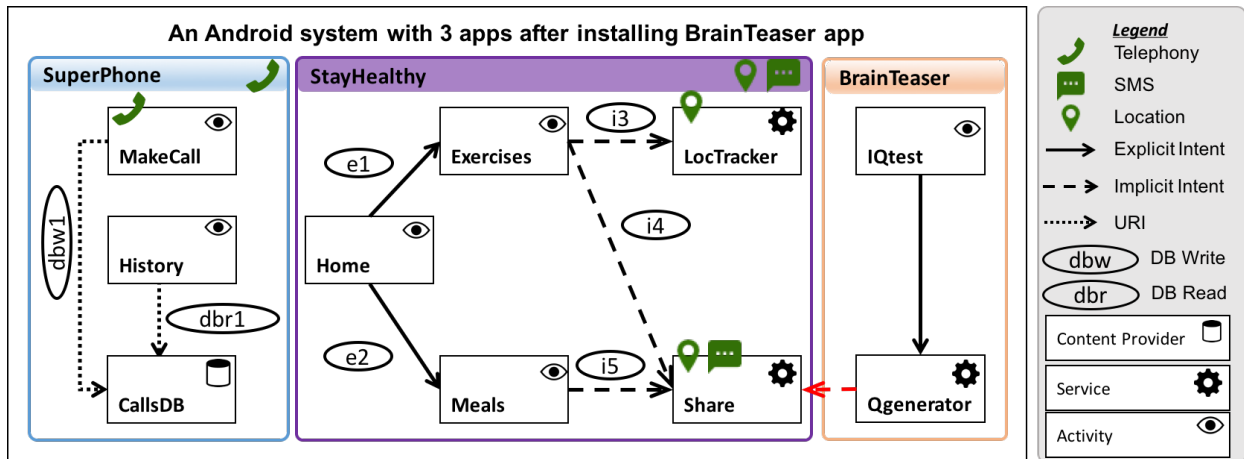 An Android system with 3 apps after installing BrainTeaser app
SuperPhone
MakeCall
dbw1
History
dbr1
CallsDB
StayHealthy
e1
Exercises
i3
LocTracker
Home
i4
e2
Meals
i5
Share
BrainTeaser
IQtest
Qgenerator
Legend
Telephony
SMS
Location
Explicit Intent
Implicit Intent
URI
dbw DB Write
dbr DB Read
Content Provider
Service
Activity